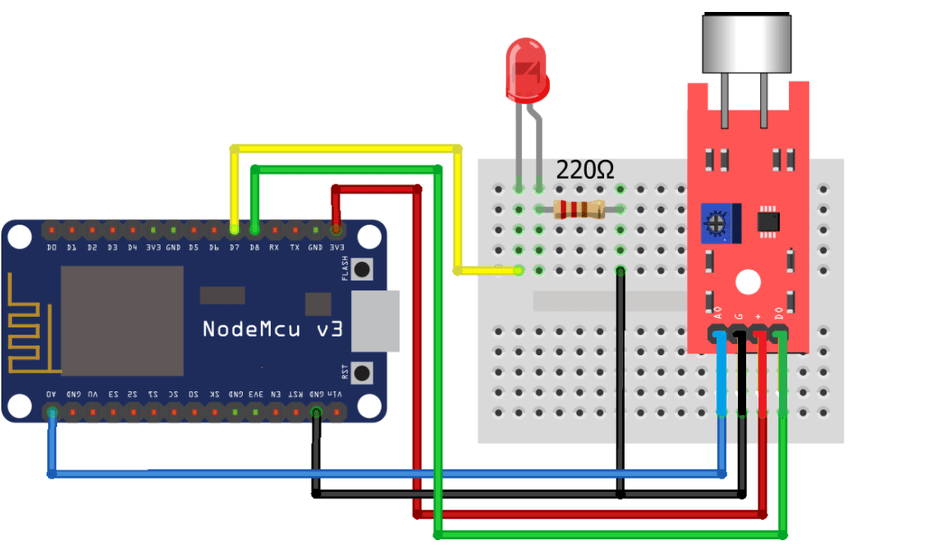 220Ω
D0 D1 D2 D3 D4 3V3 GND D5 D6 D7 D8 RX TX GND 3V3
FLASH
NodeMcu v3
RST
A0 GND VU S3 S2 S1 SC S0 SK GND 3V3 EN RST GND Vin
A0 G + D0